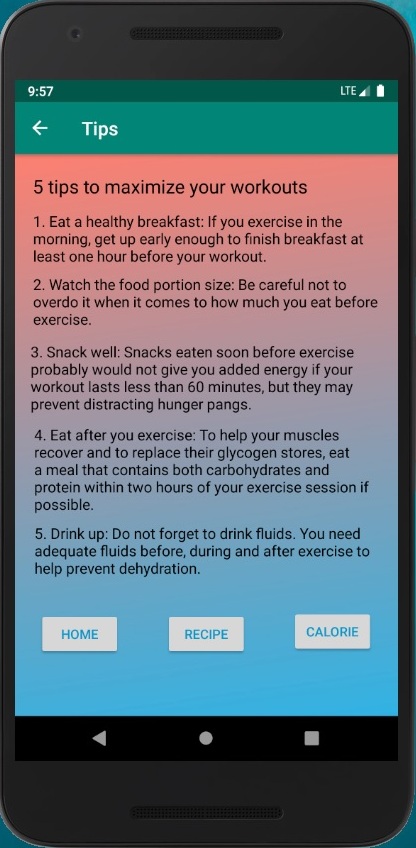 9:57
LTE
Tips
5 tips to maximize your workouts
1. Eat a healthy breakfast: If you exercise in the
morning, get up early enough to finish breakfast at
least one hour before your workout.
2. Watch the food portion size: Be careful not to
overdo it when it comes to how much you eat before
exercise.
3. Snack well: Snacks eaten soon before exercise
probably would not give you added energy if your
workout lasts less than 60 minutes, but they may
prevent distracting hunger pangs.
4. Eat after you exercise: To help your muscles
recover and to replace their glycogen stores, eat
a meal that contains both carbohydrates and
protein within two hours of your exercise session if
possible.
5. Drink up: Do not forget to drink fluids. You need
adequate fluids before, during and after exercise to
help prevent dehydration.
HOME
RECIPE
CALORIE